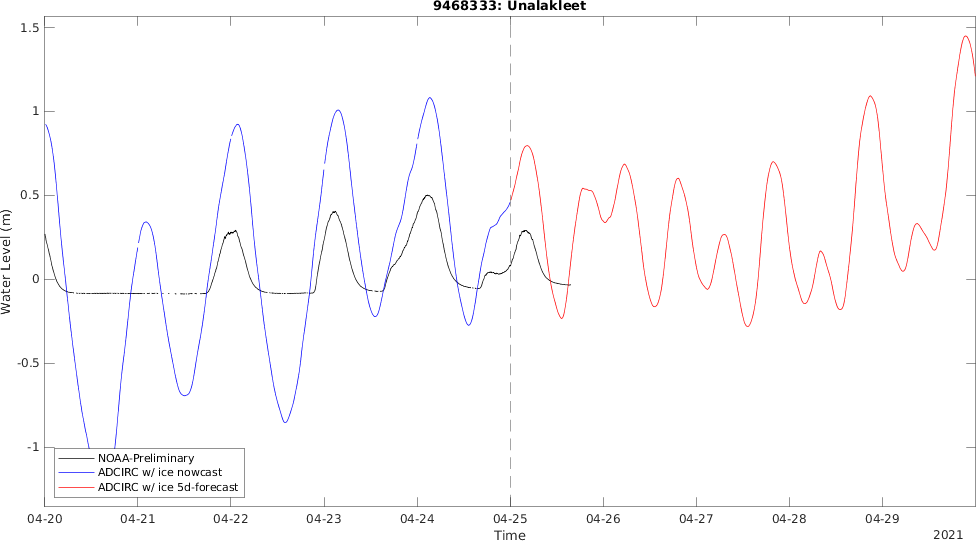 9468333: Unalakleet
1.5
1
0.5
0
-0.5
-1
Water Level (m)
NOAA-Preliminary
ADCIRC w/ ice nowcast
ADCIRC w/ ice 5d-forecast
04-20 04-21 04-22 04-23 04-24 04-25 04-26 04-27 04-28 04-29
Time
2021